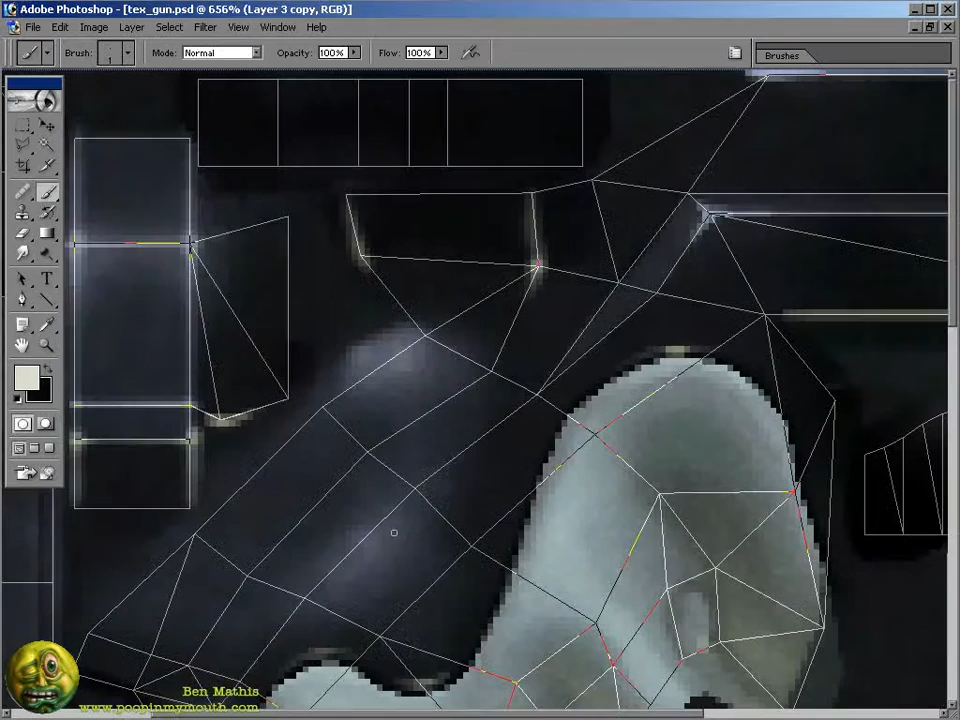 Adobe Photoshop - [tex_gun.psd @ 656% (Layer 3 copy, RGB)]
File Edit Image Layer Select Filter View Window Help
Brush: 1 Mode: Normal Opacity: 100% Flow: 100% Brushes
T
Ben Mathis
www.poopinmymouth.com